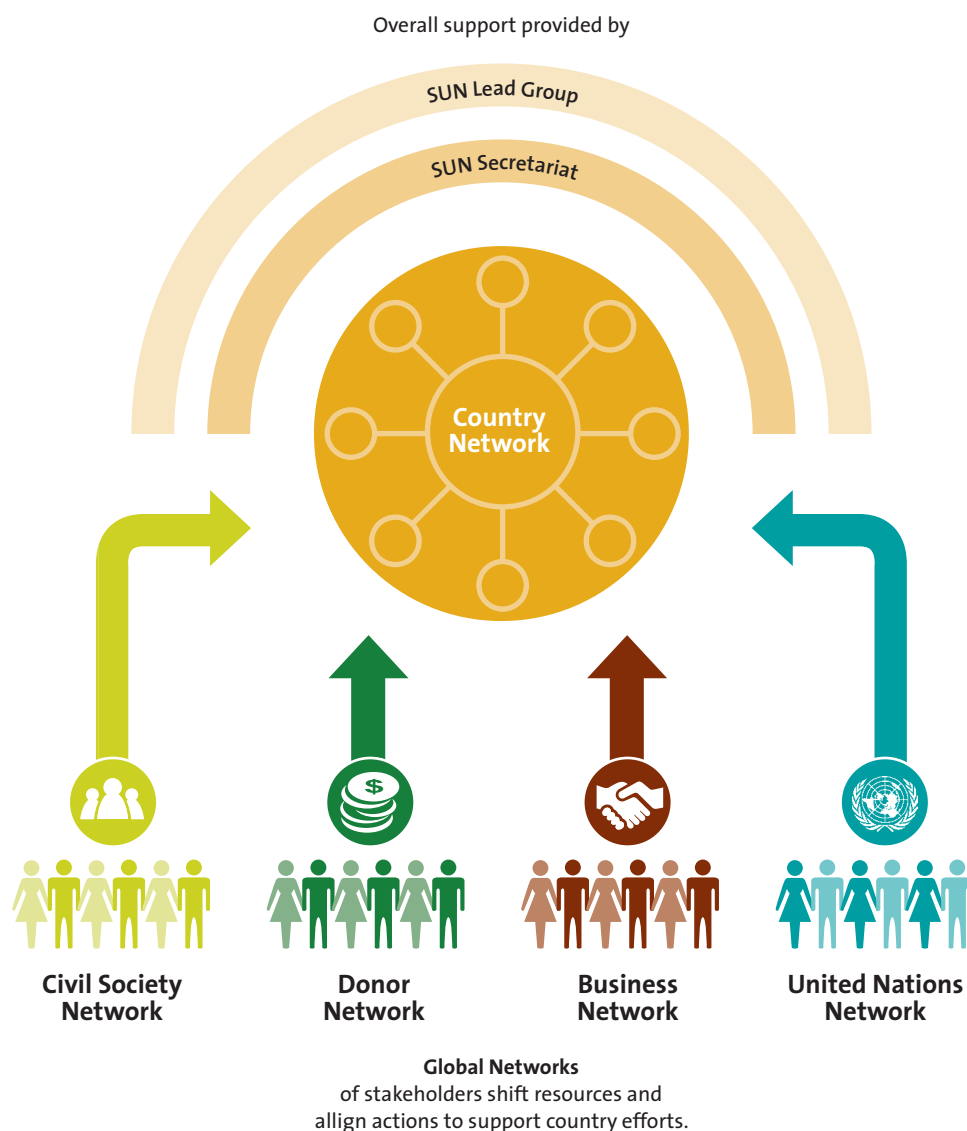 Overall support provided by
SUN Lead Group
SUN Secretariat
Country
Network
$
Civil Society
Network
Donor
Network
Business
Network
United Nations
Network
Global Networks
of stakeholders shift resources and
allign actions to support country efforts.